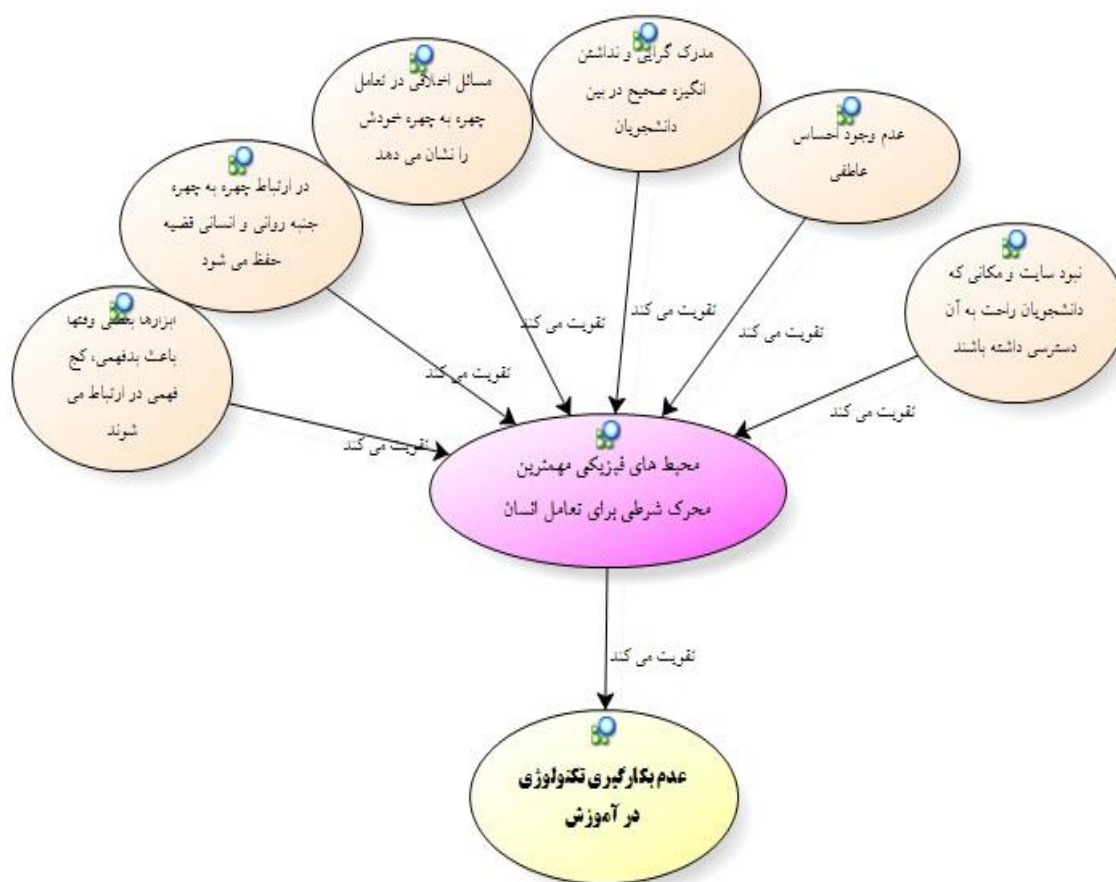 مدرک گرایی و نداشتن
انگیزه صحیح در بین
دانشجویان
مسائل اخلاقی در تعامل
چهره به چهره خودش
را نشان می دهد
عدم وجود احساس
عاطفی
در ارتباط چهره به چهره
جنبه روانی و انسانی قضیه
حفظ می شود
نبود سایت و مکانی که
دانشجویان راحت به آن
دسترسی داشته باشند
ابزارها بعضی وقتها
باعث بدفهمی، کج
فهمی در ارتباط می
شوند
تقویت می کند
تقویت می کند
تقویت می کند
تقویت می کند
تقویت می کند
تقویت می کند
محیط های فیزیکی مهمترین
محرک شرطی برای تعامل انسان
تقویت می کند
عدم بکارگیری تکنولوژی
در آموزش